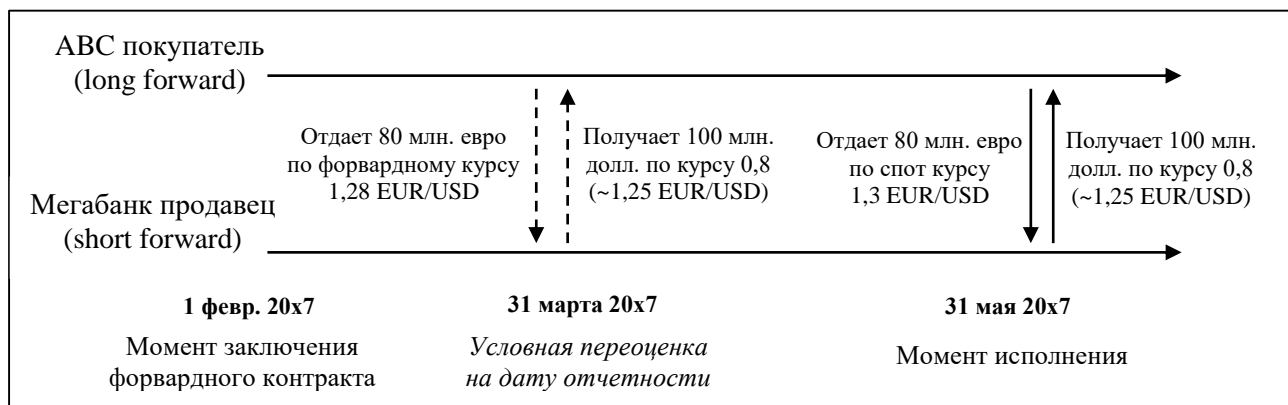 ABC покупатель
(long forward)
Отдает 80 млн. евро
по форвардному курсу
1,28 EUR/USD
Получает 100 млн.
долл. по курсу 0,8
(~1,25 EUR/USD)
Отдает 80 млн. евро
по спот курсу
1,3 EUR/USD
Получает 100 млн.
долл. по курсу 0,8
(~1,25 EUR/USD)
Мегабанк продавец
(short forward)
1 февр. 20x7
31 марта 20x7
31 мая 20x7
Момент заключения
форвардного контракта
Условная переоценка
на дату отчетности
Момент исполнения